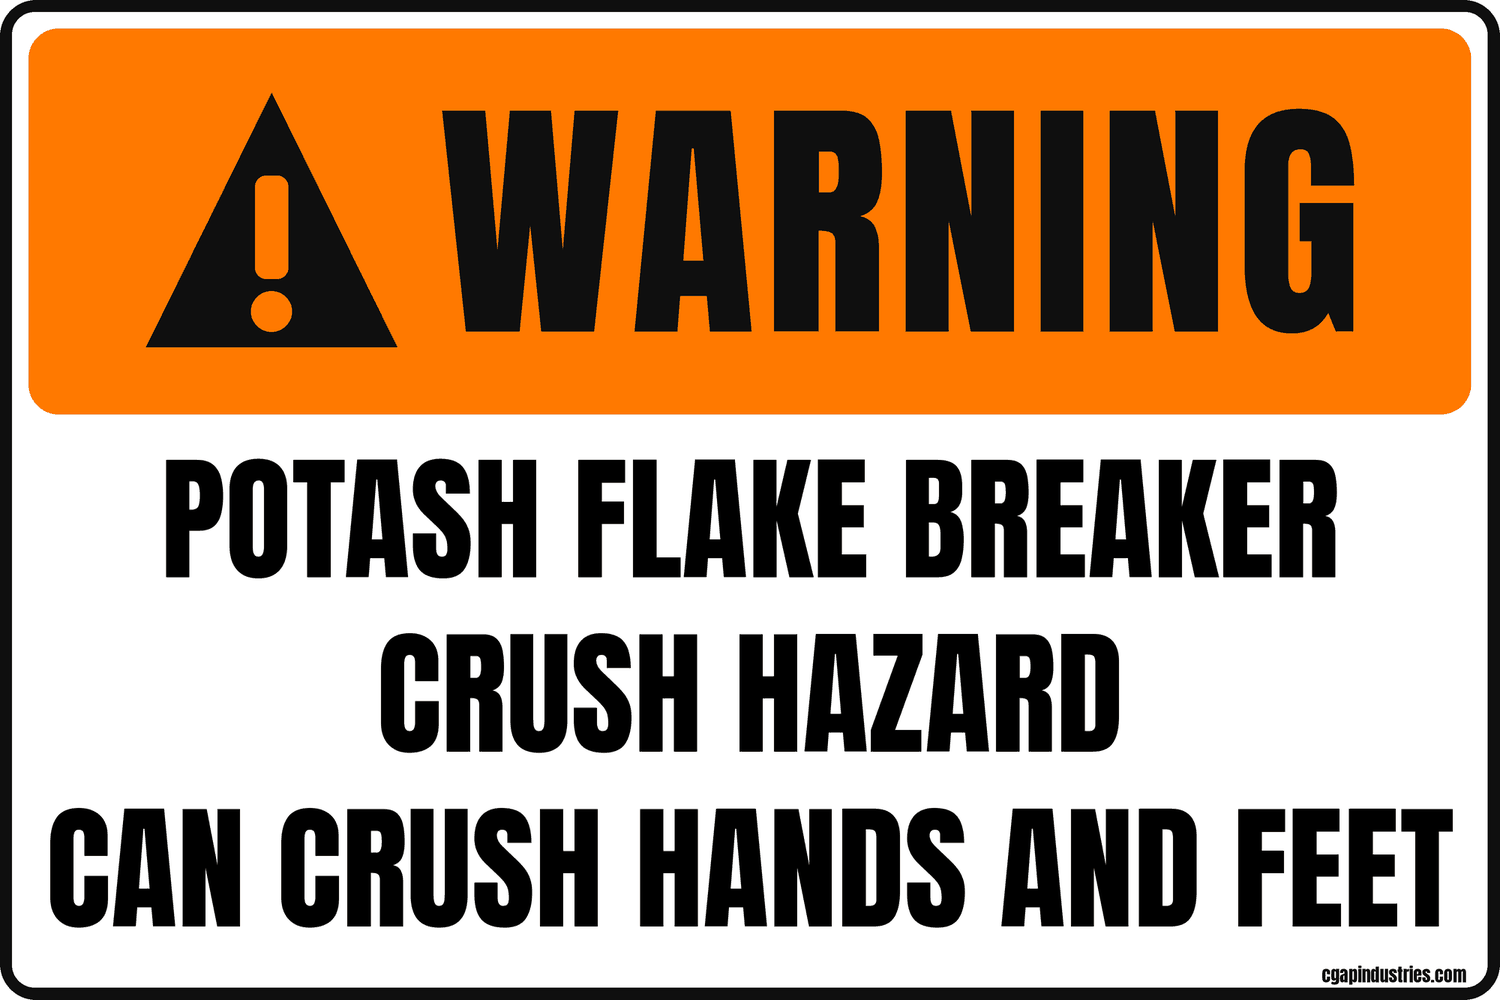 WARNING
POTASH FLAKE BREAKER
CRUSH HAZARD
CAN CRUSH HANDS AND FEET
cgapindustries.com